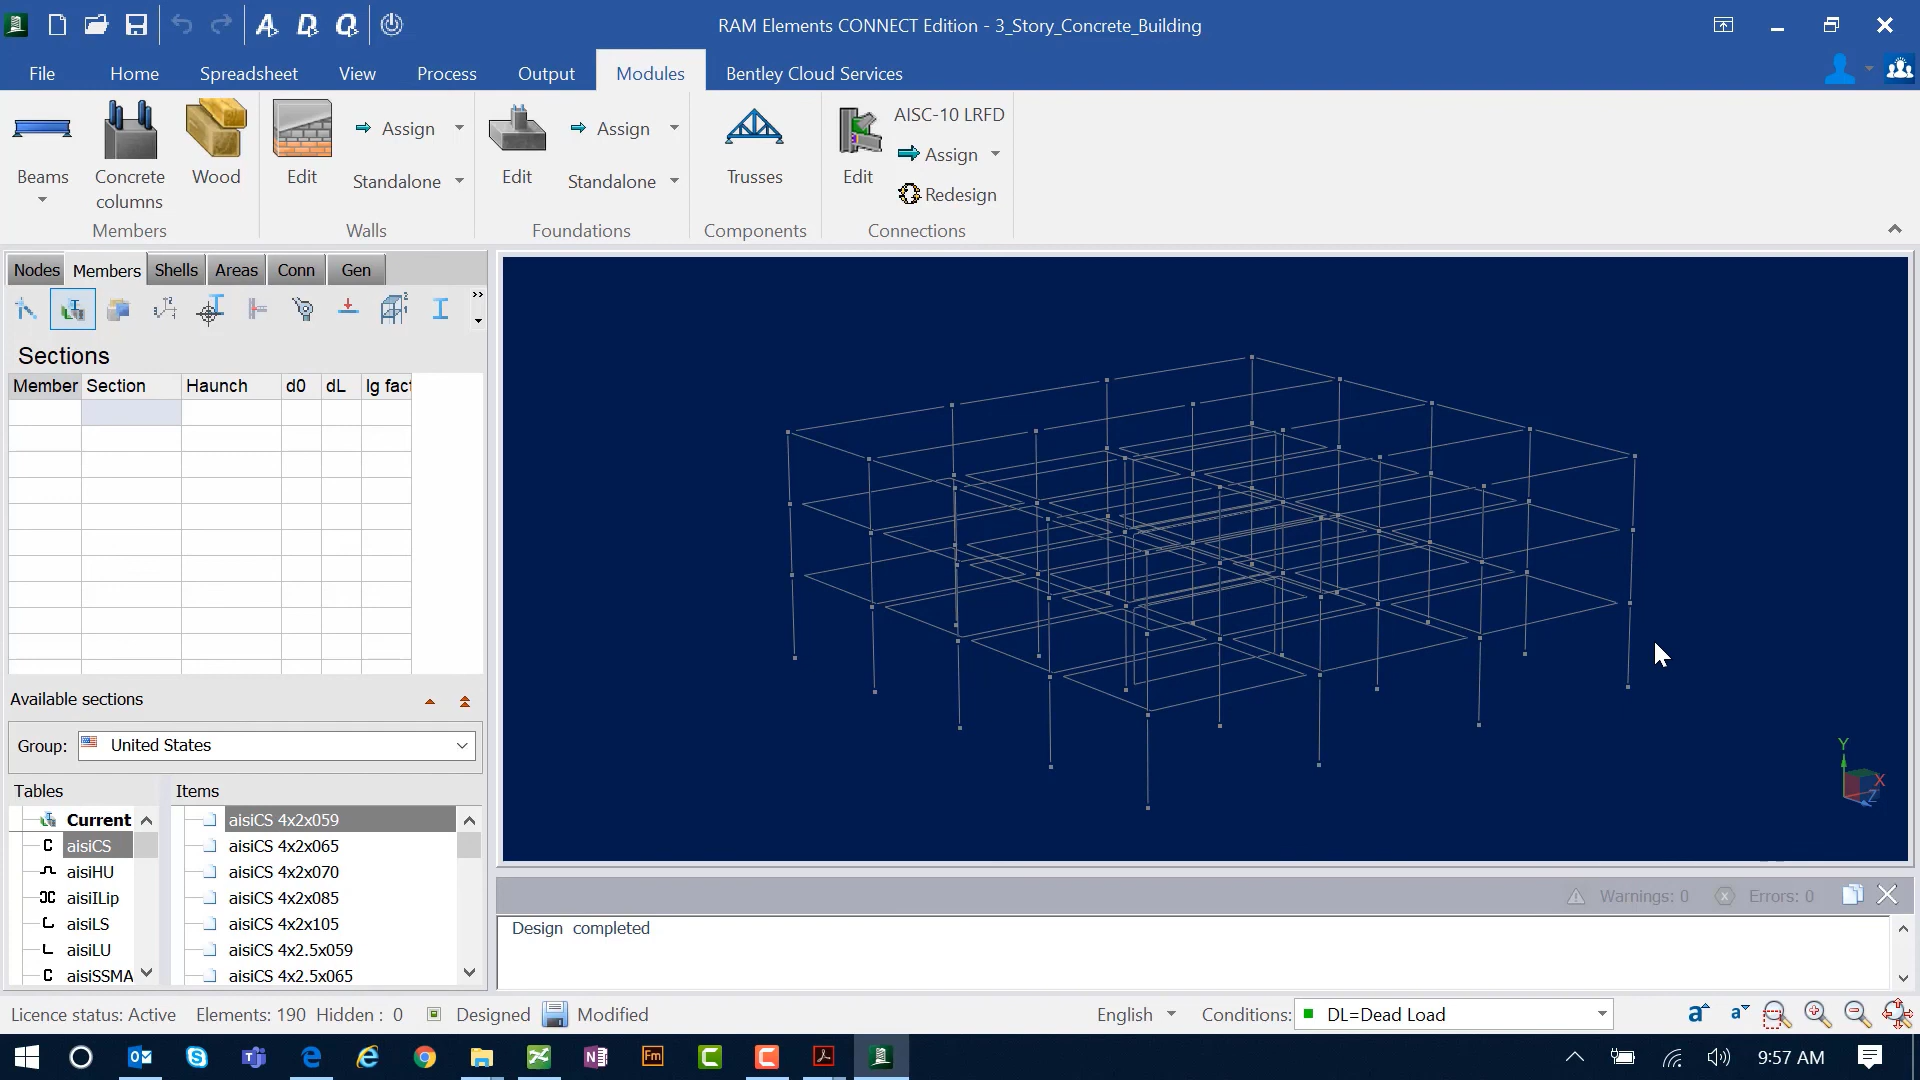 RAM Elements CONNECT Edition - 3_Story_Concrete_Building
File Home Spreadsheet View Process Output Modules Bentley Cloud Services
Beams
Concrete columns
Wood
Members
Edit
Assign
Standalone
Walls
Edit
Assign
Standalone
Foundations
Trusses
Components
Edit
AISC-10 LRFD
Assign
Redesign
Connections
Nodes Members Shells Areas Conn Gen
Sections
Member Section Haunch d0 dL Ig fact
Available sections
Group: United States
Tables
Current
aisiCS
aisiHU
aisiILip
aisiLS
aisiLU
aisiSSMA
Items
aisiCS 4x2x059
aisiCS 4x2x065
aisiCS 4x2x070
aisiCS 4x2x085
aisiCS 4x2x105
aisiCS 4x2.5x059
aisiCS 4x2.5x065
Y
X
Z
Warnings: 0 Errors: 0
Design completed
Licence status: Active Elements: 190 Hidden : 0 Designed Modified English Conditions: DL=Dead Load
9:57 AM